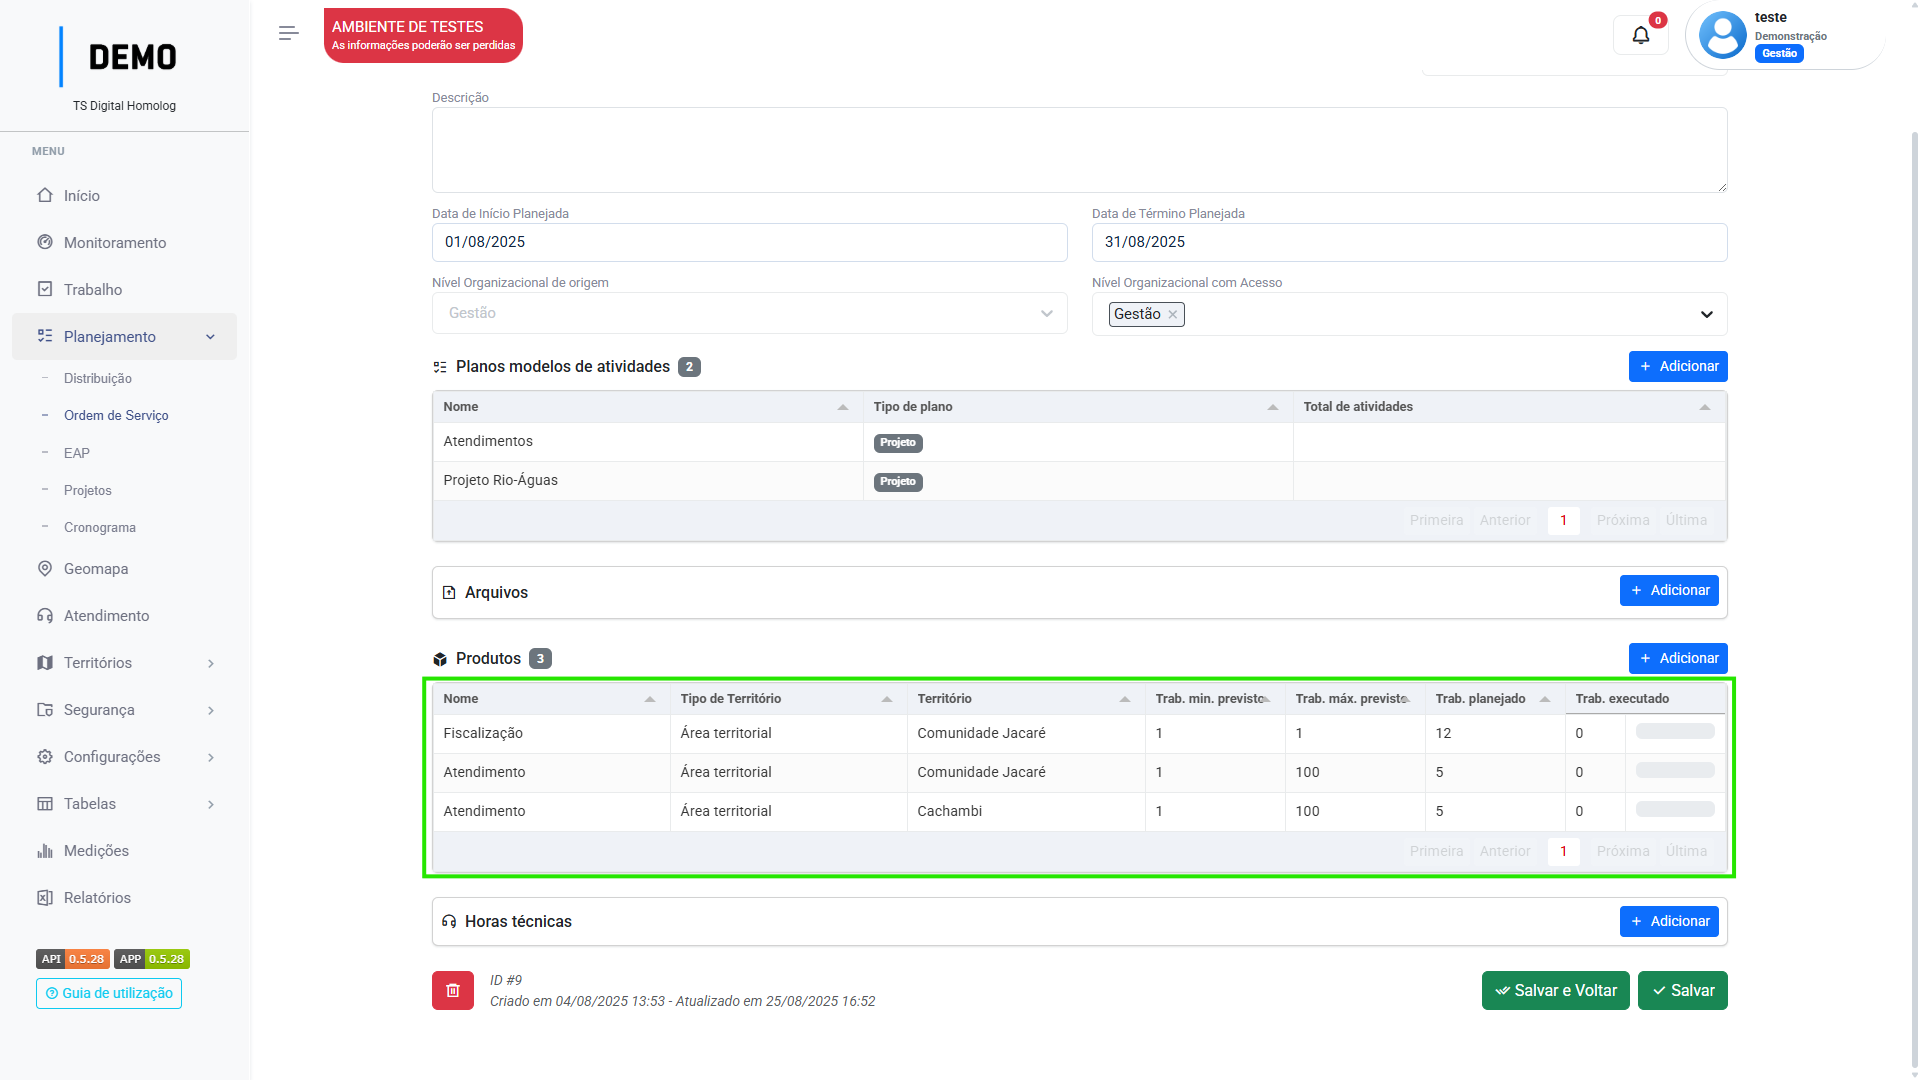 DEMO
TS Digital Homolog
MENU
Início
Monitoramento
Trabalho
Planejamento
Distribuição
Ordem de Serviço
EAP
Projetos
Cronograma
Geomapa
Atendimento
Territórios
Segurança
Configurações
Tabelas
Medições
Relatórios
API 0.5.28 APP 0.5.28
Guia de utilização
AMBIENTE DE TESTES
As informações poderão ser perdidas
0
teste
Demonstração
Gestão
Descrição
Data de Início Planejada Data de Término Planejada
01/08/2025 31/08/2025
Nível Organizacional de origem Nível Organizacional com Acesso
Gestão Gestão
Planos modelos de atividades 2 + Adicionar
Nome Tipo de plano Total de atividades
Atendimentos Projeto
Projeto Rio-Águas Projeto
Primeira Anterior 1 Próxima Última
Arquivos + Adicionar
Produtos 3 + Adicionar
Nome Tipo de Território Território Trab. min. previsto Trab. máx. previsto Trab. planejado Trab. executado
Fiscalização Área territorial Comunidade Jacaré 1 1 12 0
Atendimento Área territorial Comunidade Jacaré 1 100 5 0
Atendimento Área territorial Cachambi 1 100 5 0
Primeira Anterior 1 Próxima Última
Horas técnicas + Adicionar
ID #9
Criado em 04/08/2025 13:53 - Atualizado em 25/08/2025 16:52
Salvar e Voltar Salvar